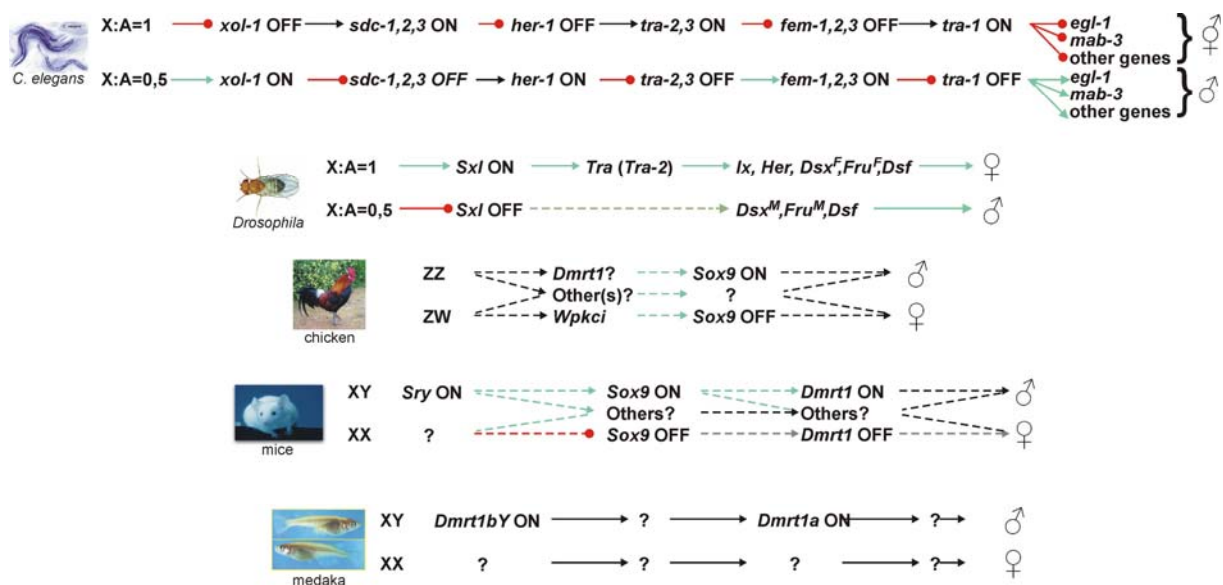 X:A=1 xol-1 OFF sdc-1,2,3 ON her-1 OFF tra-2,3 ON fem-1,2,3 OFF tra-1 ON egl-1
mab-3
other genes
C. elegans
X:A=0,5 xol-1 ON sdc-1,2,3 OFF her-1 ON tra-2,3 OFF fem-1,2,3 ON tra-1 OFF egl-1
mab-3
other genes
X:A=1 Sxl ON Tra (Tra-2) Ix, Her, Dsx^F,Fru^F,Dsf ♀
Drosophila
X:A=0,5 Sxl OFF Dsx^M,Fru^M,Dsf ♂
ZZ Dmrt1? Sox9 ON ♂
Other(s)? ?
ZW Wpkci Sox9 OFF ♀
chicken
XY Sry ON Sox9 ON Dmrt1 ON ♂
Others? Others?
XX ? Sox9 OFF Dmrt1 OFF ♀
mice
XY Dmrt1bY ON ? Dmrt1a ON ? ♂
XX ? ? ? ? ♀
medaka